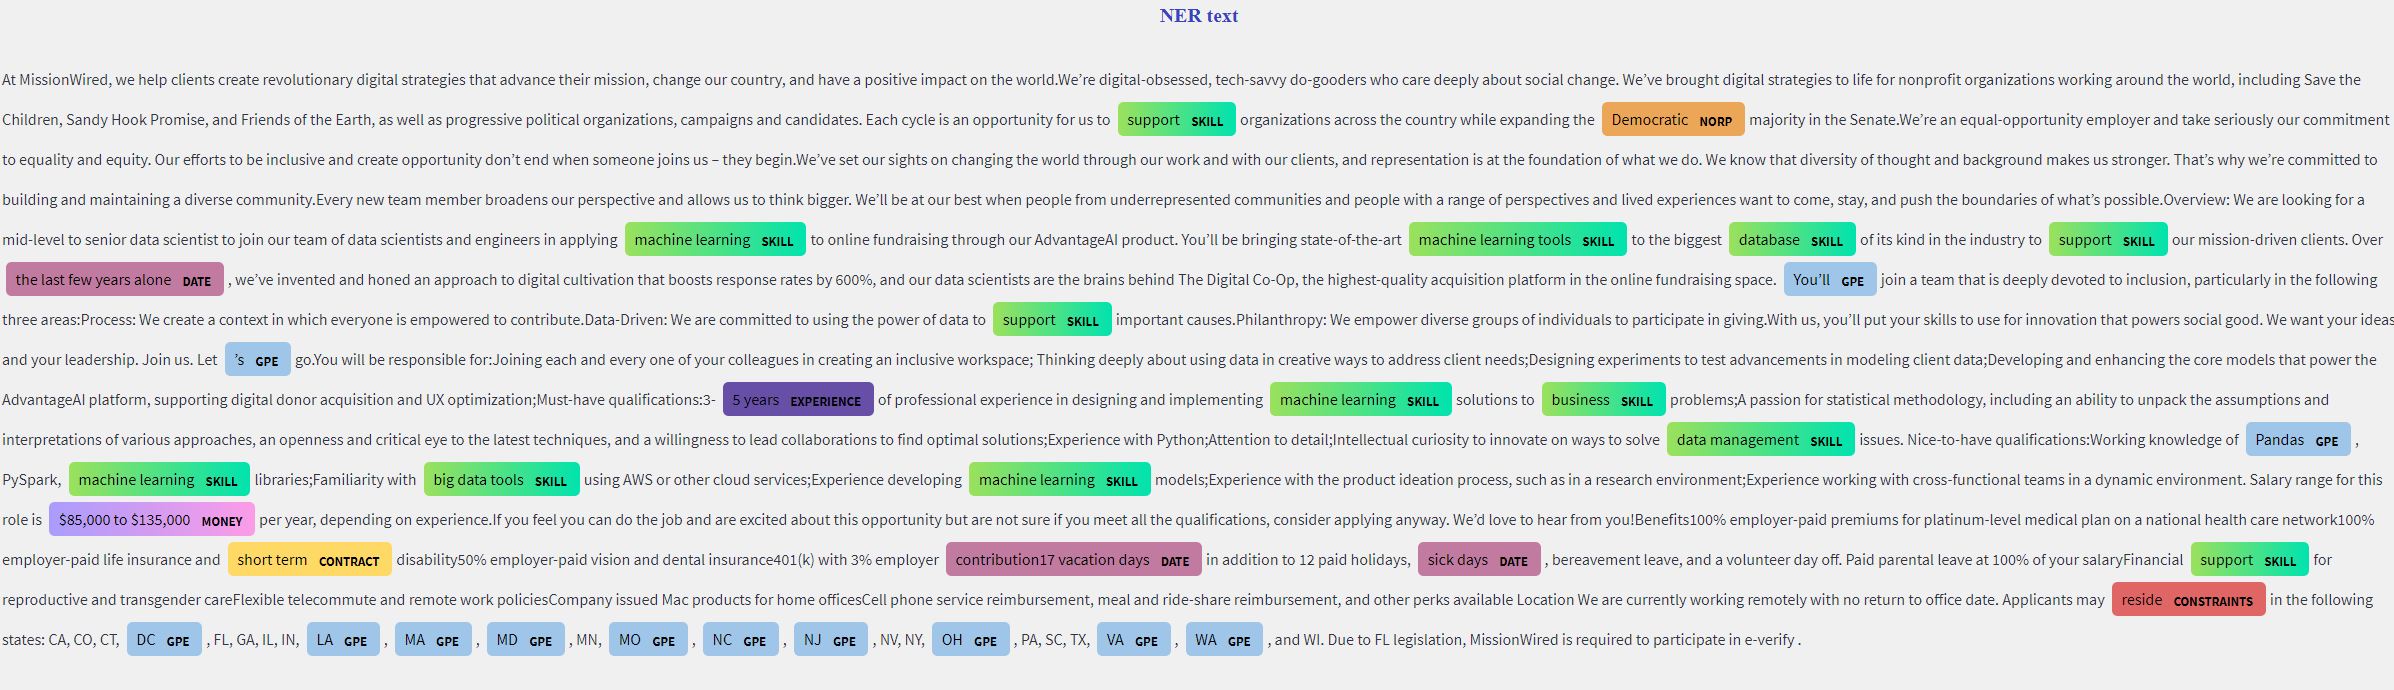 NER text
At MissionWired, we help clients create revolutionary digital strategies that advance their mission, change our country, and have a positive impact on the world.We’re digital-obsessed, tech-savvy do-gooders who care deeply about social change. We’ve brought digital strategies to life for nonprofit organizations working around the world, including Save the
Children, Sandy Hook Promise, and Friends of the Earth, as well as progressive political organizations, campaigns and candidates. Each cycle is an opportunity for us to support SKILL organizations across the country while expanding the Democratic NORP majority in the Senate.We’re an equal-opportunity employer and take seriously our commitment
to equality and equity. Our efforts to be inclusive and create opportunity don’t end when someone joins us – they begin.We’ve set our sights on changing the world through our work and with our clients, and representation is at the foundation of what we do. We know that diversity of thought and background makes us stronger. That’s why we’re committed to
building and maintaining a diverse community.Every new team member broadens our perspective and allows us to think bigger. We’ll be at our best when people from underrepresented communities and people with a range of perspectives and lived experiences want to come, stay, and push the boundaries of what’s possible.Overview: We are looking for a
mid-level to senior data scientist to join our team of data scientists and engineers in applying machine learning SKILL to online fundraising through our AdvantageAI product. You’ll be bringing state-of-the-art machine learning tools SKILL to the biggest database SKILL of its kind in the industry to support SKILL our mission-driven clients. Over
the last few years alone DATE , we’ve invented and honed an approach to digital cultivation that boosts response rates by 600%, and our data scientists are the brains behind The Digital Co-Op, the highest-quality acquisition platform in the online fundraising space. You’ll GPE join a team that is deeply devoted to inclusion, particularly in the following
three areas:Process: We create a context in which everyone is empowered to contribute.Data-Driven: We are committed to using the power of data to support SKILL important causes.Philanthropy: We empower diverse groups of individuals to participate in giving.With us, you’ll put your skills to use for innovation that powers social good. We want your ideas
and your leadership. Join us. Let ’s GPE go.You will be responsible for:Joining each and every one of your colleagues in creating an inclusive workspace; Thinking deeply about using data in creative ways to address client needs;Designing experiments to test advancements in modeling client data;Developing and enhancing the core models that power the
AdvantageAI platform, supporting digital donor acquisition and UX optimization;Must-have qualifications:3- 5 years EXPERIENCE of professional experience in designing and implementing machine learning SKILL solutions to business SKILL problems;A passion for statistical methodology, including an ability to unpack the assumptions and
interpretations of various approaches, an openness and critical eye to the latest techniques, and a willingness to lead collaborations to find optimal solutions;Experience with Python;Attention to detail;Intellectual curiosity to innovate on ways to solve data management SKILL issues. Nice-to-have qualifications:Working knowledge of Pandas GPE ,
PySpark, machine learning SKILL libraries;Familiarity with big data tools SKILL using AWS or other cloud services;Experience developing machine learning SKILL models;Experience with the product ideation process, such as in a research environment;Experience working with cross-functional teams in a dynamic environment. Salary range for this
role is $85,000 to $135,000 MONEY per year, depending on experience.If you feel you can do the job and are excited about this opportunity but are not sure if you meet all the qualifications, consider applying anyway. We’d love to hear from you!Benefits100% employer-paid premiums for platinum-level medical plan on a national health care network100%
employer-paid life insurance and short term CONTRACT disability50% employer-paid vision and dental insurance401(k) with 3% employer contribution17 vacation days DATE in addition to 12 paid holidays, sick days DATE , bereavement leave, and a volunteer day off. Paid parental leave at 100% of your salaryFinancial support SKILL for
reproductive and transgender careFlexible telecommute and remote work policiesCompany issued Mac products for home officesCell phone service reimbursement, meal and ride-share reimbursement, and other perks available Location We are currently working remotely with no return to office date. Applicants may reside CONSTRAINTS in the following
states: CA, CO, CT, DC GPE , FL, GA, IL, IN, LA GPE , MA GPE , MD GPE , MN, MO GPE , NC GPE , NJ GPE , NV, NY, OH GPE , PA, SC, TX, VA GPE , WA GPE , and WI. Due to FL legislation, MissionWired is required to participate in e-verify .